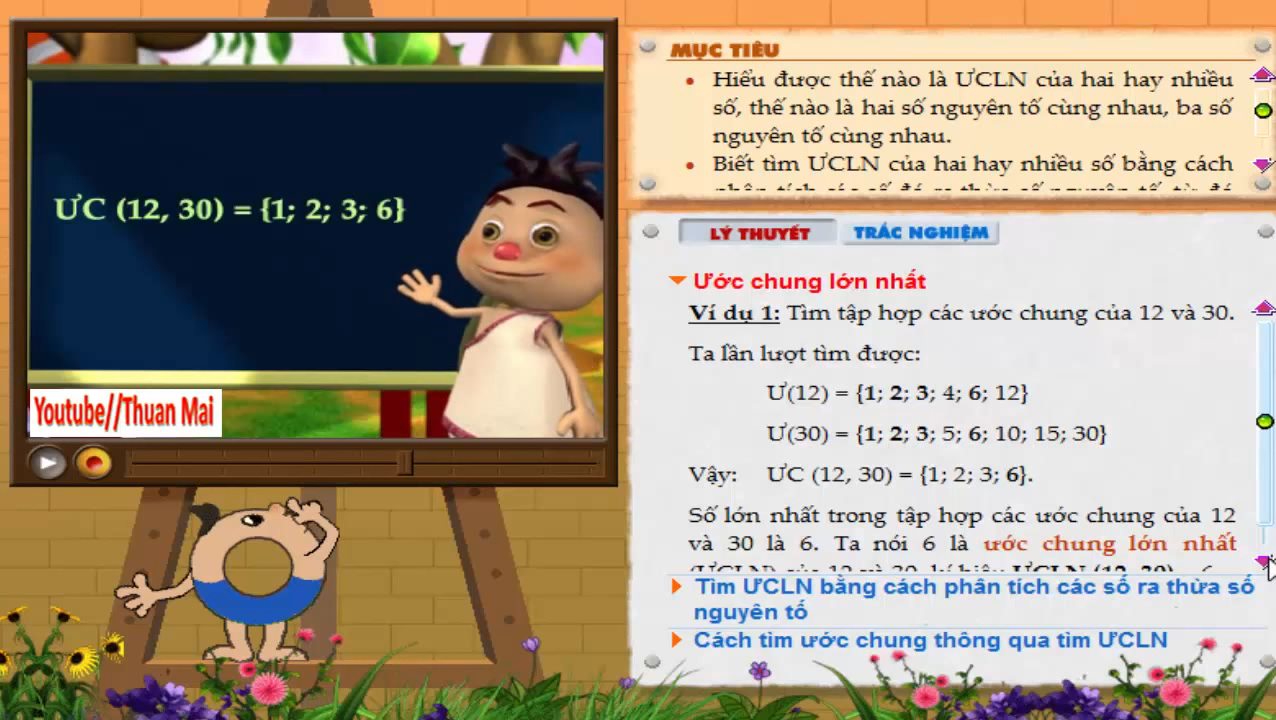 ƯC (12, 30) = {1; 2; 3; 6}
Youtube//Thuan Mai
MỤC TIÊU
• Hiểu được thế nào là ƯCLN của hai hay nhiều
số, thế nào là hai số nguyên tố cùng nhau, ba số
nguyên tố cùng nhau.
• Biết tìm ƯCLN của hai hay nhiều số bằng cách
LÝ THUYẾT TRẮC NGHIỆM
Ước chung lớn nhất
Ví dụ 1: Tìm tập hợp các ước chung của 12 và 30.
Ta lần lượt tìm được:
Ư(12) = {1; 2; 3; 4; 6; 12}
Ư(30) = {1; 2; 3; 5; 6; 10; 15; 30}
Vậy: ƯC (12, 30) = {1; 2; 3; 6}.
Số lớn nhất trong tập hợp các ước chung của 12
và 30 là 6. Ta nói 6 là ước chung lớn nhất
Tìm ƯCLN bằng cách phân tích các số ra thừa số
nguyên tố
Cách tìm ước chung thông qua tìm ƯCLN